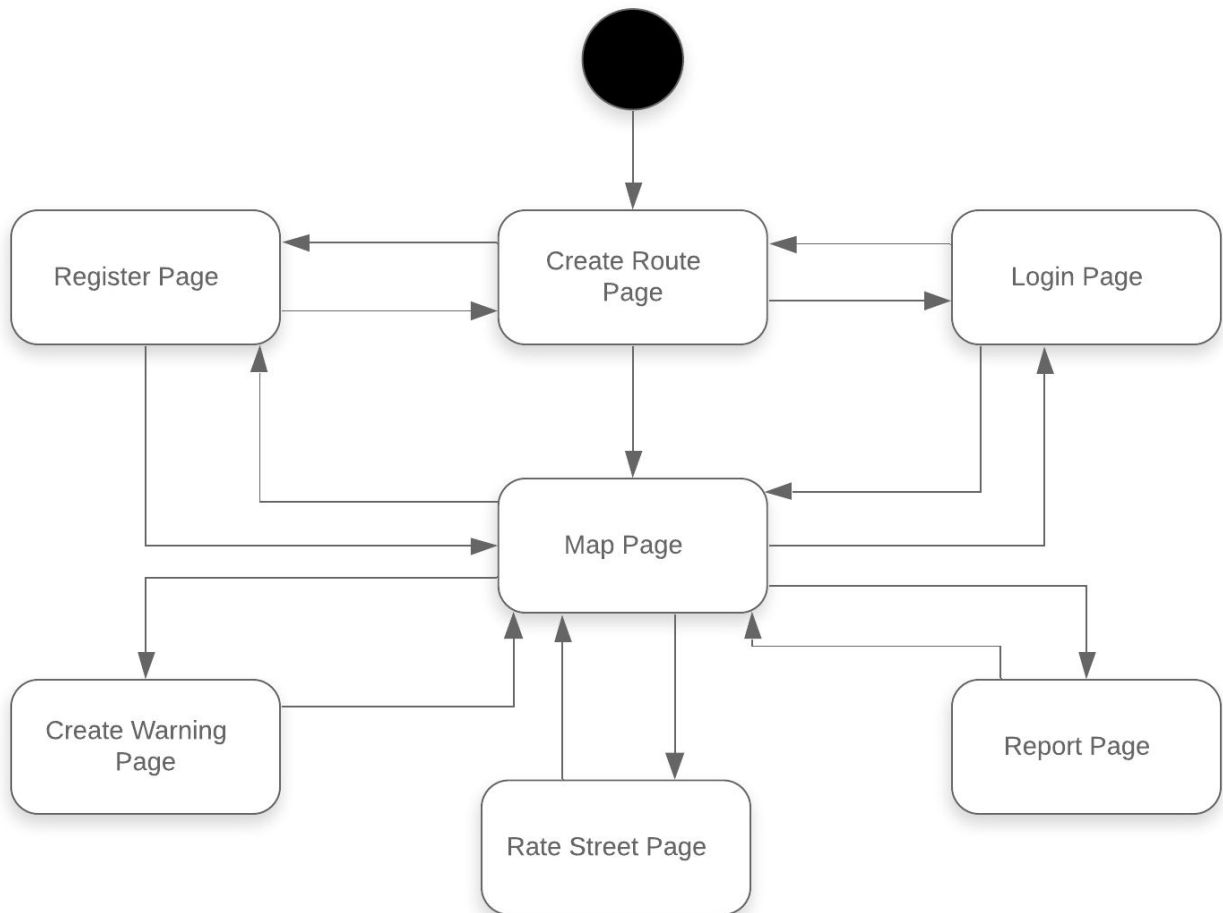 Register Page
Create Route
Page
Login Page
Map Page
Create Warning
Page
Report Page
Rate Street Page